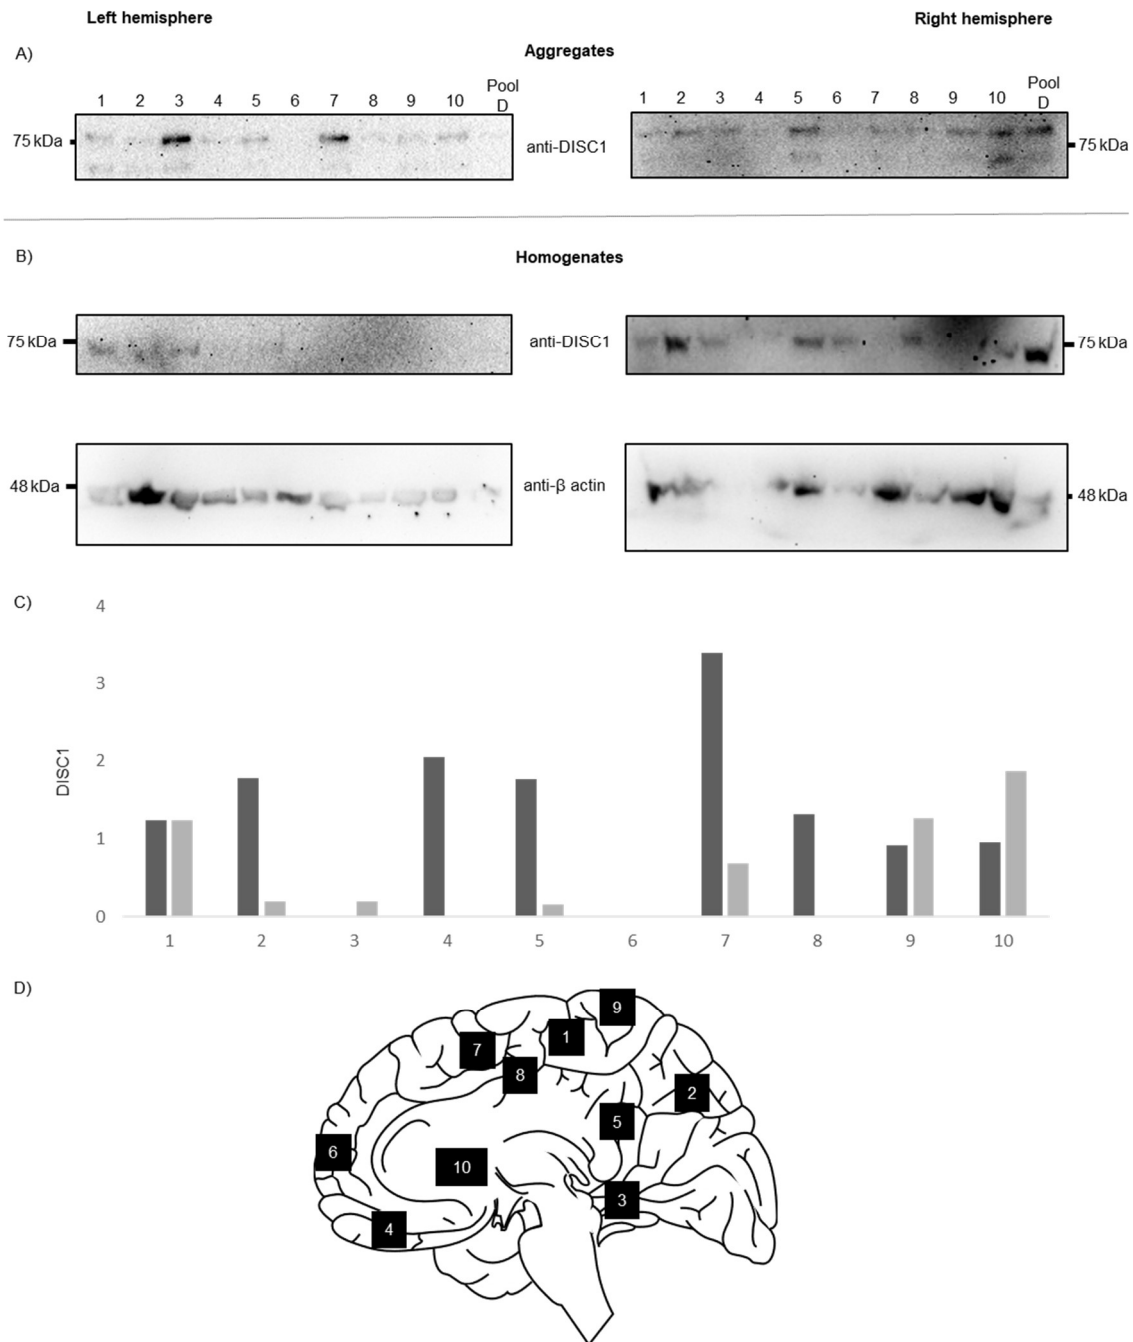 Left hemisphere Right hemisphere
A) Aggregates
1 2 3 4 5 6 7 8 9 10 Pool D 1 2 3 4 5 6 7 8 9 10 Pool D
75 kDa anti-DISC1 75 kDa
B) Homogenates
75 kDa anti-DISC1 75 kDa
48 kDa anti-β actin 48 kDa
C)
4
3
2
1
0
DISC1
1 2 3 4 5 6 7 8 9 10
D)
9
1
7
8
2
5
6
10
3
4